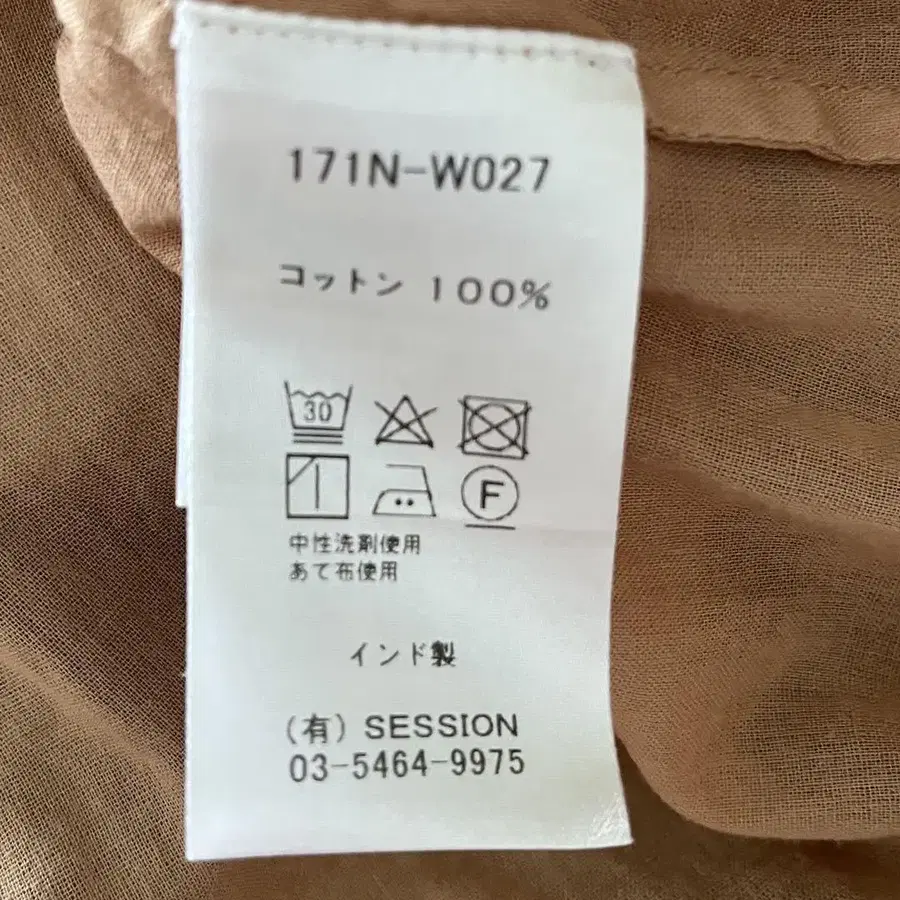 171N-W027
コットン 100%
30
F
中性洗剤使用
あて布使用
インド製
(有) SESSION
03-5464-9975